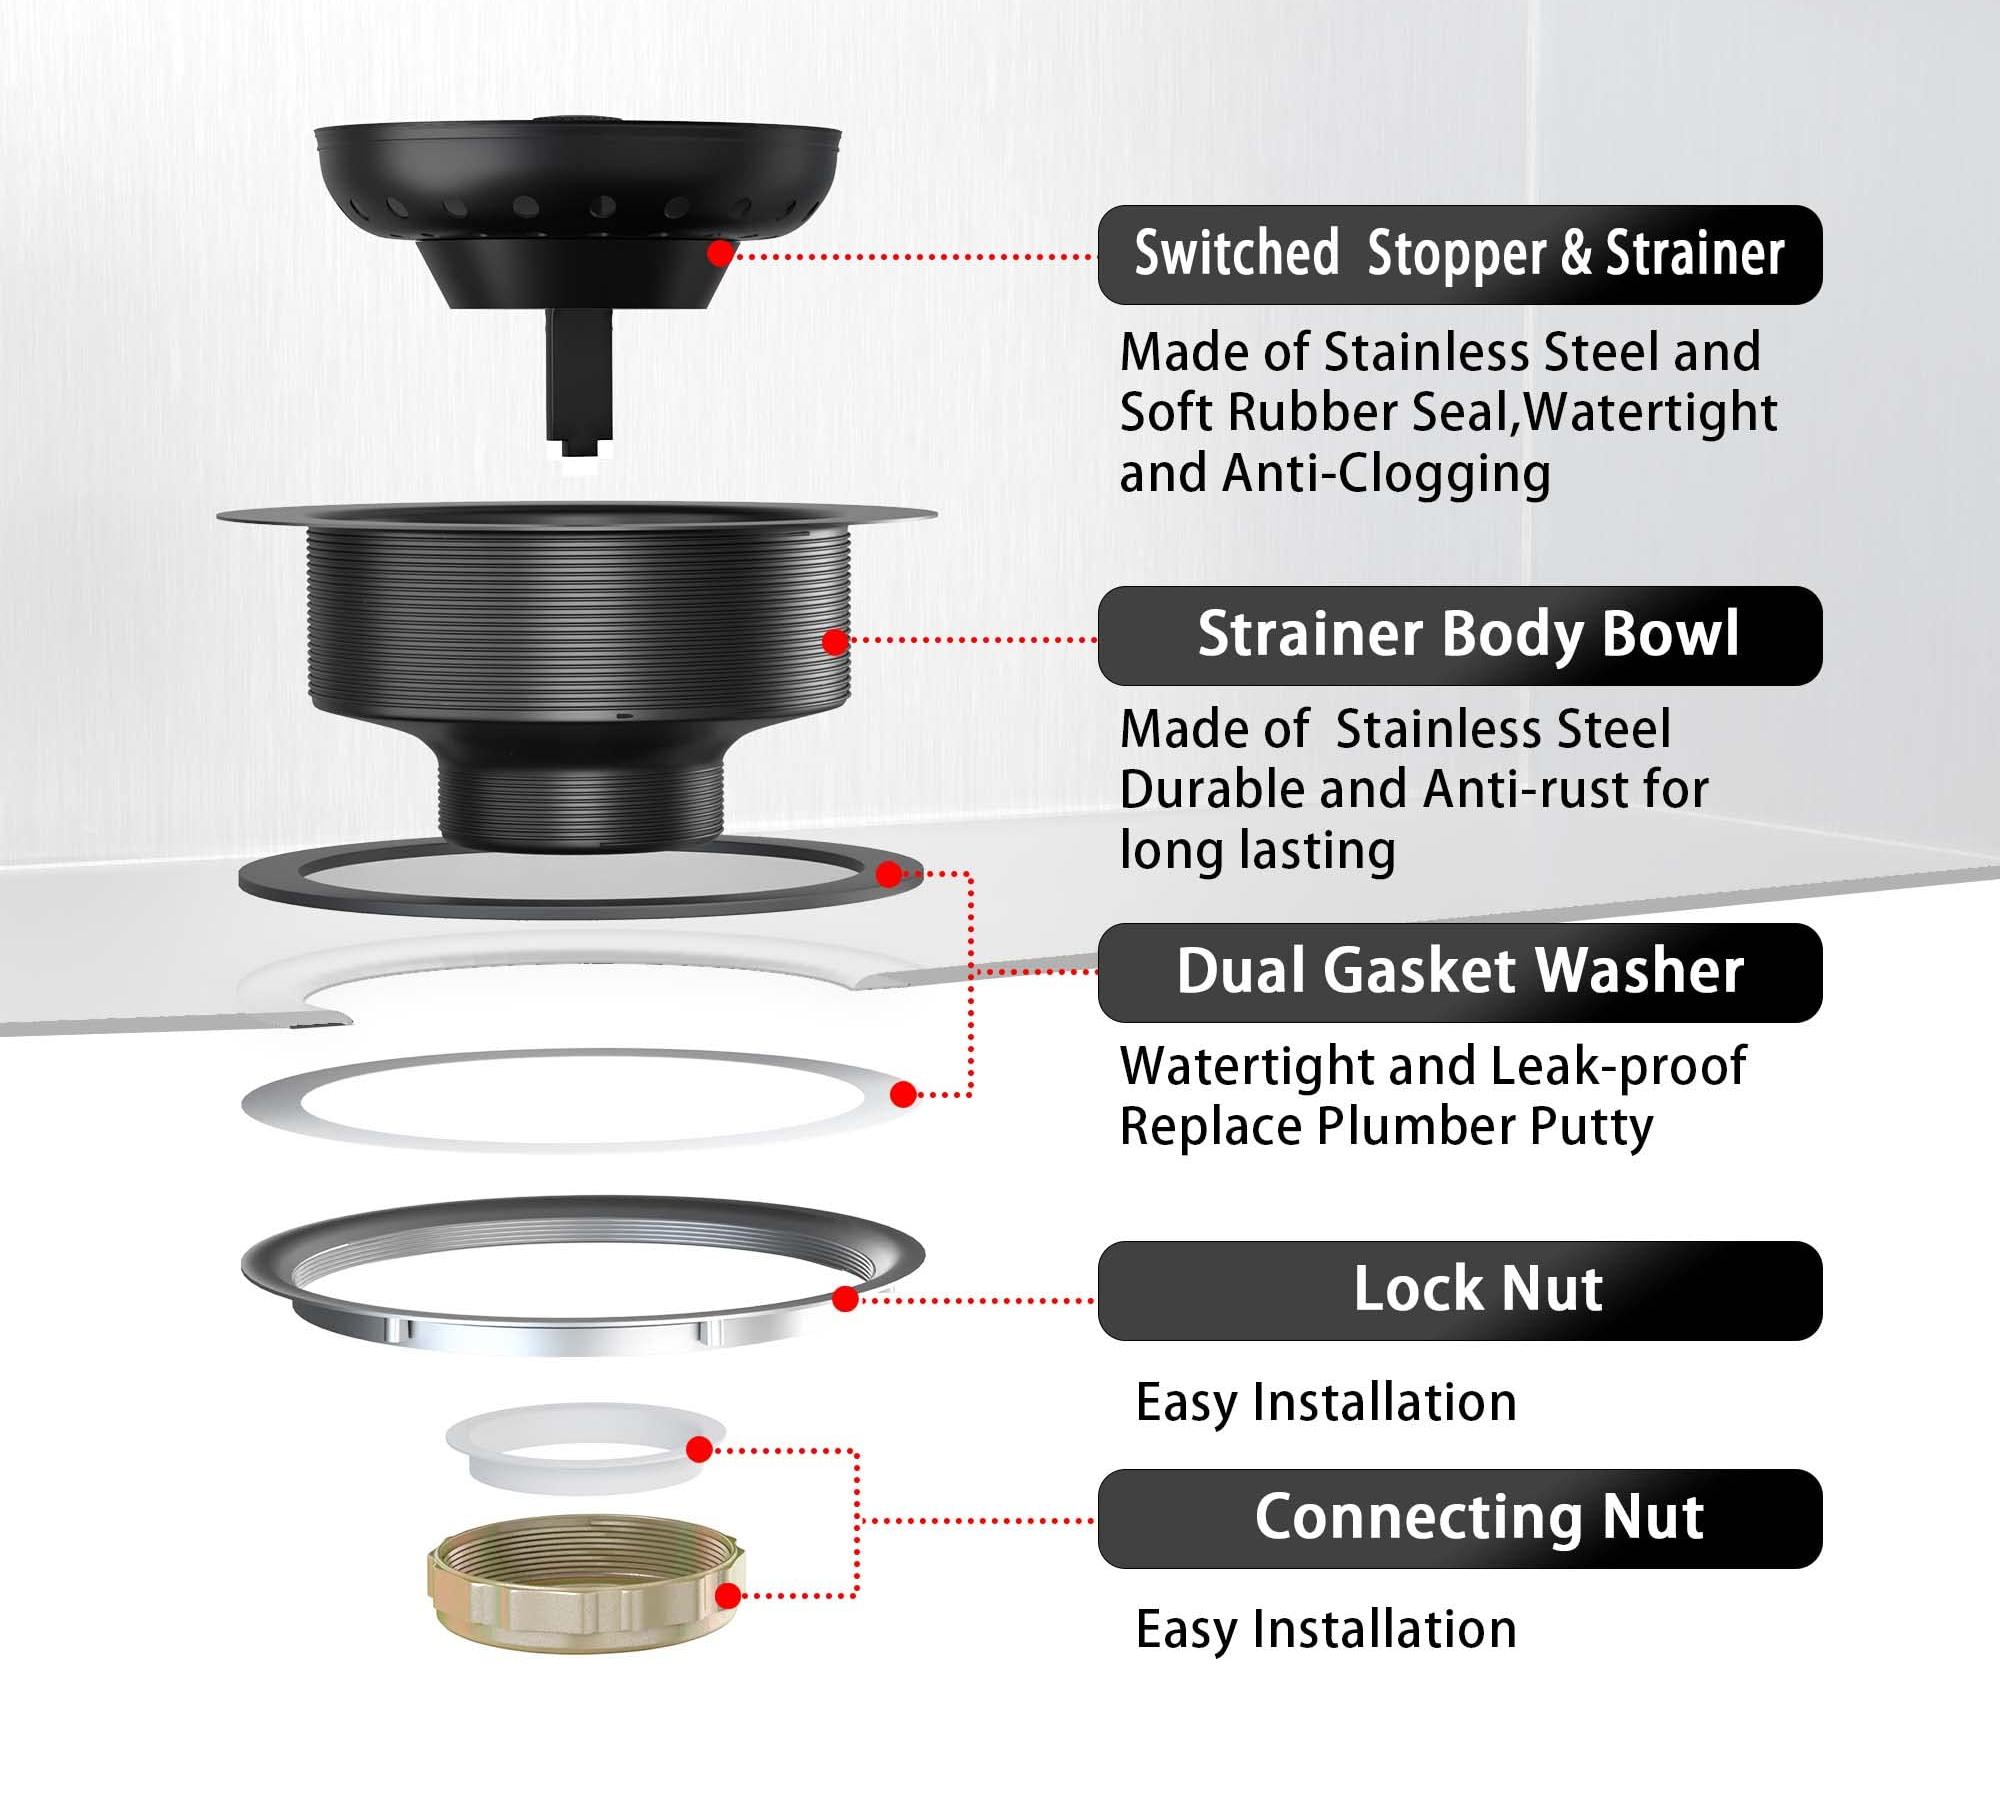 Switched Stopper & Strainer
Made of Stainless Steel and
Soft Rubber Seal,Watertight
and Anti-Clogging
Strainer Body Bowl
Made of Stainless Steel
Durable and Anti-rust for
long lasting
Dual Gasket Washer
Watertight and Leak-proof
Replace Plumber Putty
Lock Nut
Easy Installation
Connecting Nut
Easy Installation